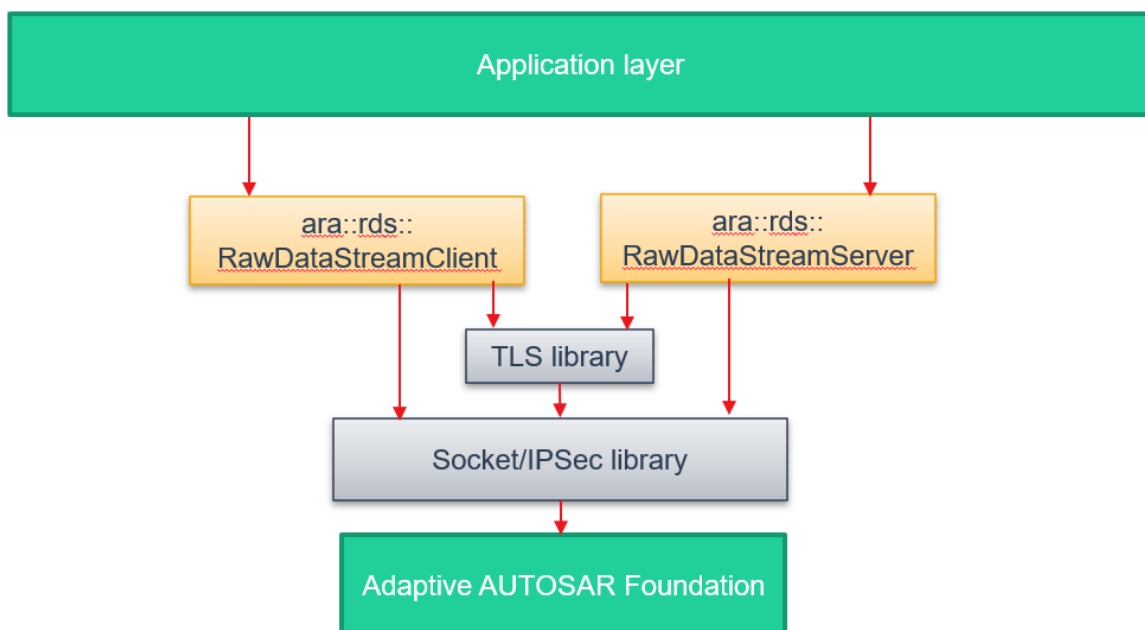 Application layer
ara::rds::
RawDataStreamClient
ara::rds::
RawDataStreamServer
TLS library
Socket/IPSec library
Adaptive AUTOSAR Foundation